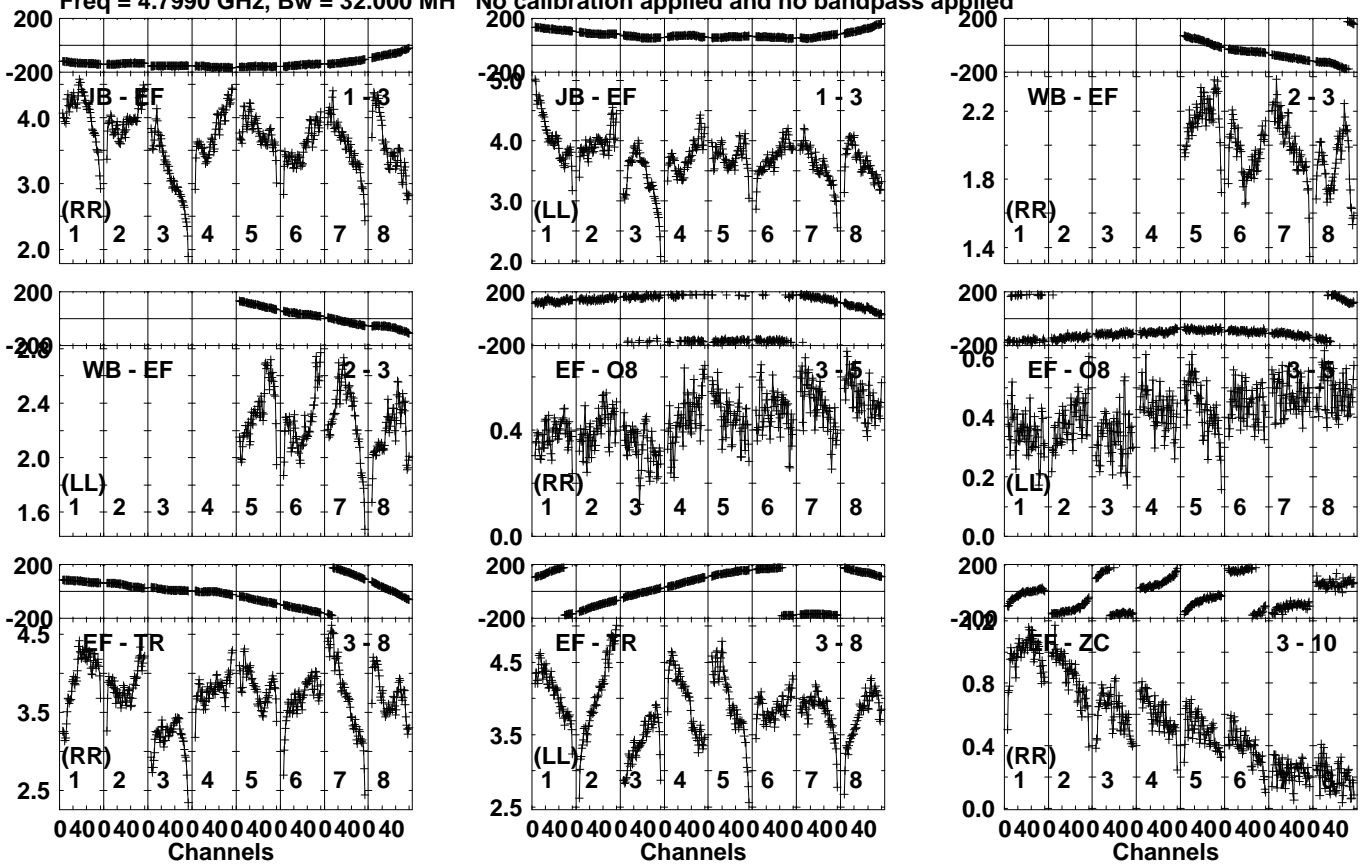 Freq = 4.7990 GHz, Bw = 32.000 MH No calibration applied and no bandpass applied
200 200 200
-200 -200 -200
JB - EF 1 - 3 JB - EF 1 - 3 WB - EF 2 - 3
4.0 3.0 2.0
5.0 4.0 3.0 2.0
2.2 1.8 1.4
(RR) (LL) (RR)
1 2 3 4 5 6 7 8 1 2 3 4 5 6 7 8 1 2 3 4 5 6 7 8
200 200 200
-200 -200 -200
WB - EF 2 - 3 EF - O8 3 - 5 EF - O8 3 - 5
2.8 2.4 2.0 1.6
0.4 0.0
0.6 0.4 0.2 0.0
(LL) (RR) (LL)
1 2 3 4 5 6 7 8 1 2 3 4 5 6 7 8 1 2 3 4 5 6 7 8
200 200 200
-200 -200 -200
EF - TR 3 - 8 EF - TR 3 - 8 EF - ZC 3 - 10
4.5 3.5 2.5
4.5 3.5 2.5
1.2 0.8 0.4 0.0
(RR) (LL) (RR)
1 2 3 4 5 6 7 8 1 2 3 4 5 6 7 8 1 2 3 4 5 6 7 8
0 40 0 40 0 40 0 40 0 40 0 40 0 40 0 40 0 40 0 40 0 40 0 40 0 40 0 40 0 40 0 40 0 40 0 40 0 40 0 40 0 40 0 40 0 40 0 40
Channels Channels Channels